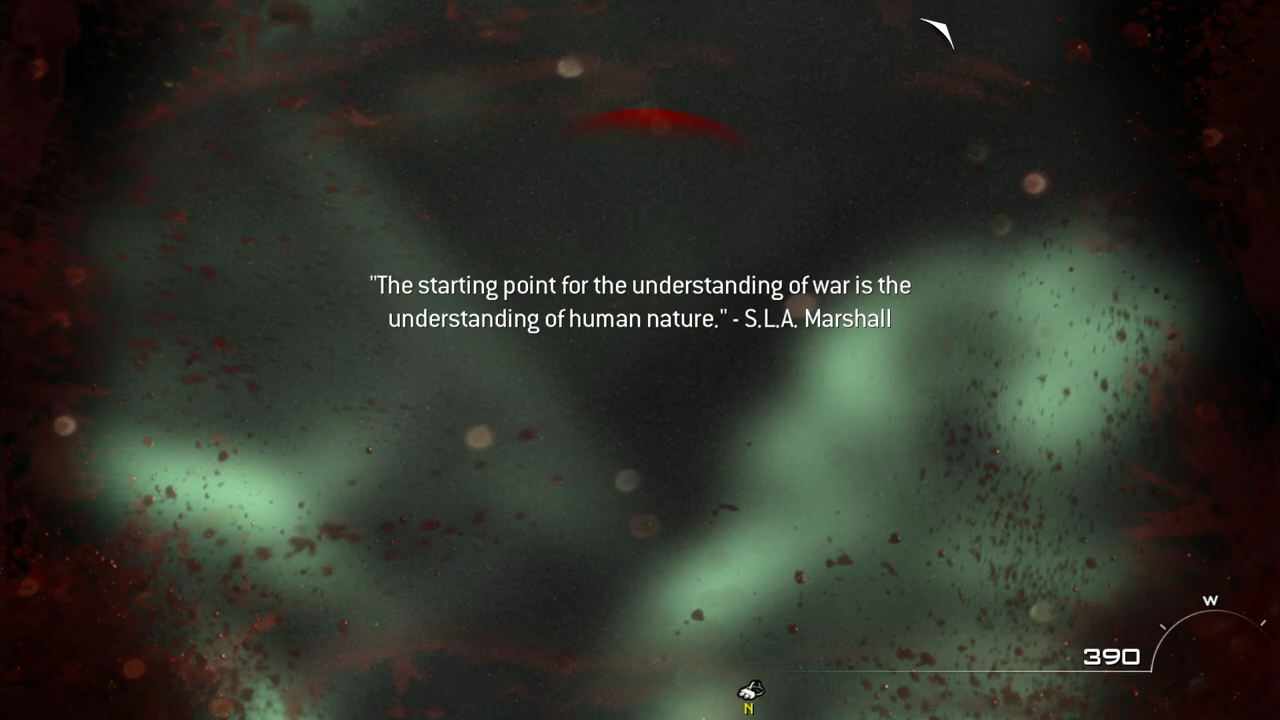 "The starting point for the understanding of war is the
understanding of human nature." - S.L.A. Marshall
W
390
N